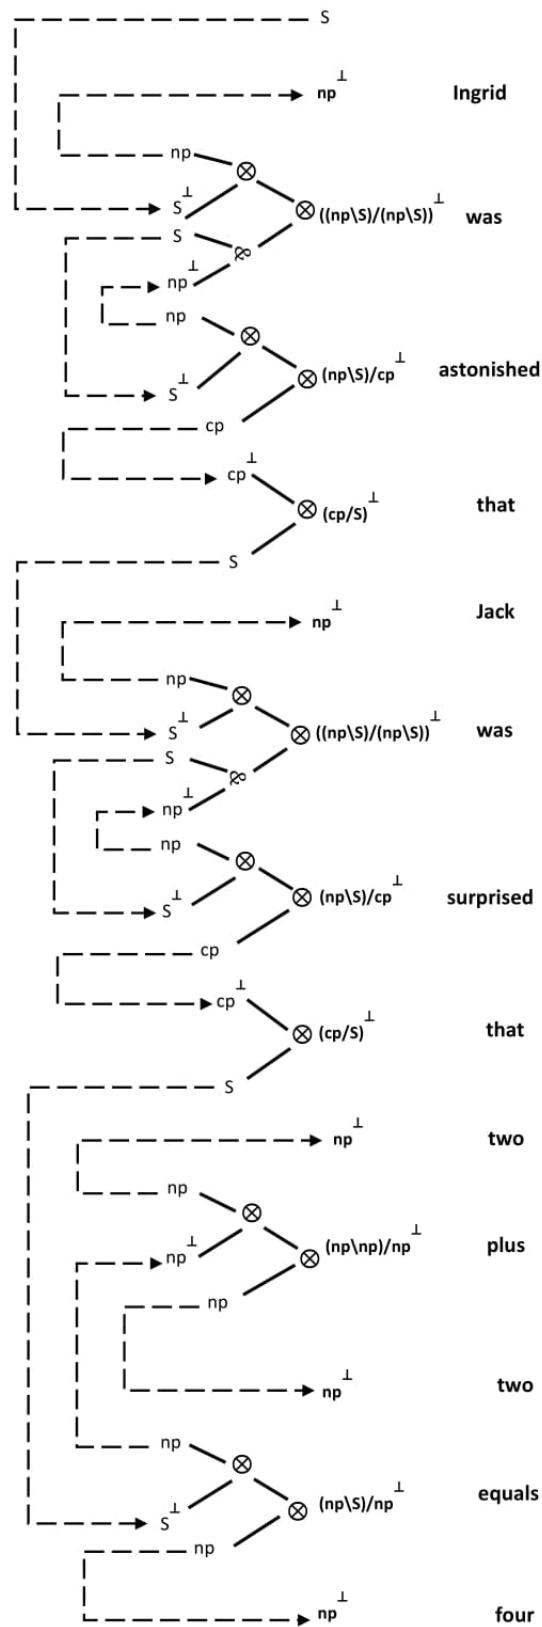 S
np⊥ Ingrid
np ⊗
S⊥ ⊗ ((np\S)/(np\S))⊥ was
S ⅋
np⊥
np ⊗
⊗ (np\S)/cp⊥ astonished
S⊥
cp
cp⊥
⊗ (cp/S)⊥ that
S
np⊥ Jack
np ⊗
S⊥ ⊗ ((np\S)/(np\S))⊥ was
S ⅋
np⊥
np ⊗
S⊥ ⊗ (np\S)/cp⊥ surprised
cp
cp⊥
⊗ (cp/S)⊥ that
S
np⊥ two
np ⊗
np⊥ ⊗ (np\np)/np⊥ plus
np
np⊥ two
np ⊗
S⊥ ⊗ (np\S)/np⊥ equals
np
np⊥ four